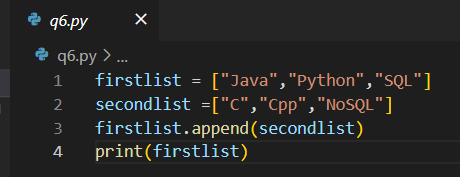 q6.py ×
q6.py > ...
1 firstlist = ["Java","Python","SQL"]
2 secondlist =["C","Cpp","NoSQL"]
3 firstlist.append(secondlist)
4 print(firstlist)